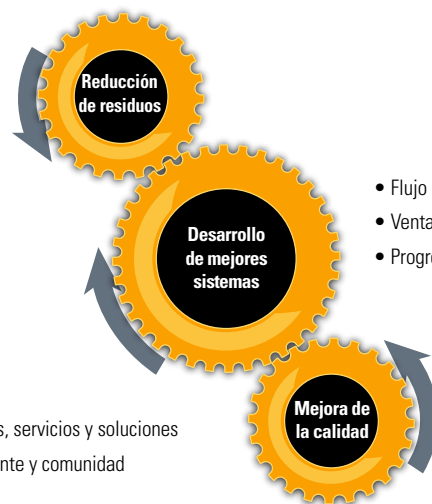 Reducción
de residuos
Desarrollo
de mejores
sistemas
• Flujo
• Venta
• Progre
Mejora de
la calidad
s, servicios y soluciones
nte y comunidad